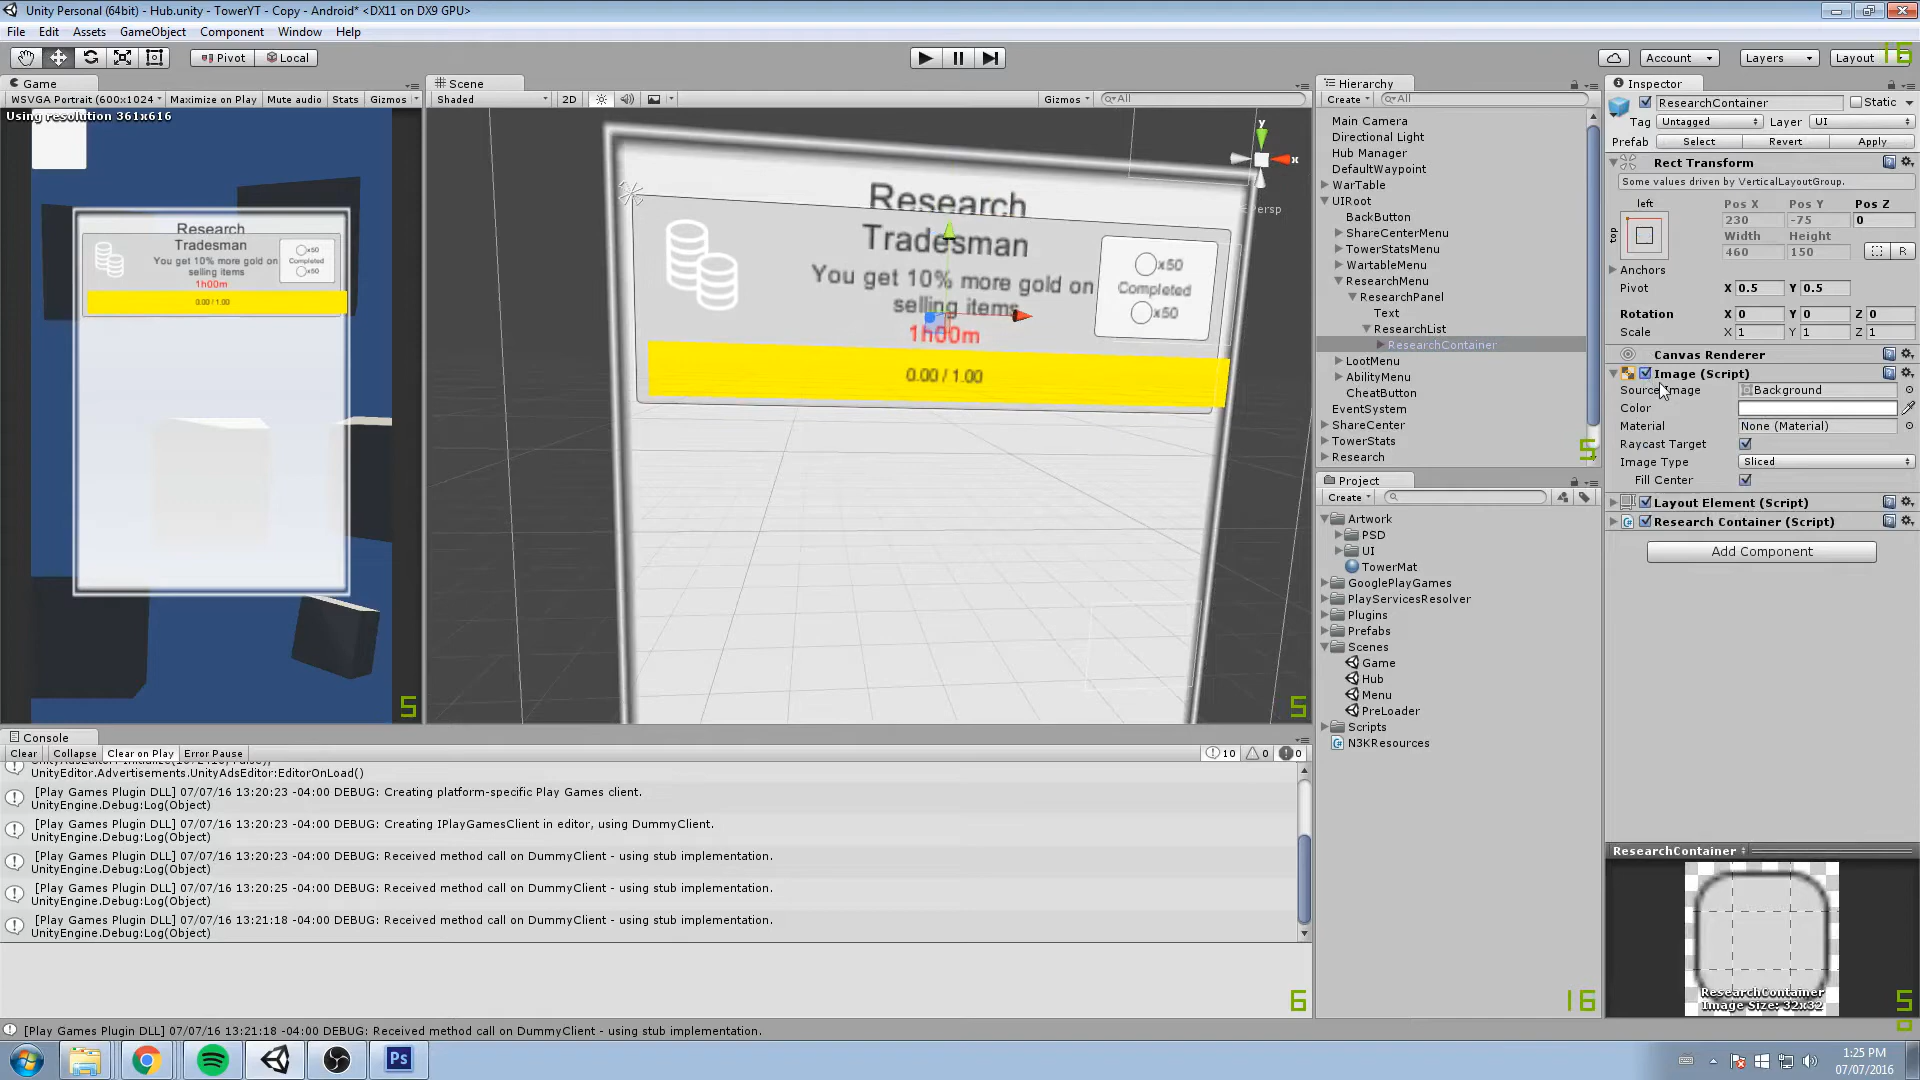 Unity Personal (64bit) - Hub.unity - TowerYT - Copy - Android* <DX11 on DX9 GPU>
File Edit Assets GameObject Component Window Help
Pivot Local Account Layers Layout
16
Game
WSVGA Portrait (600x1024 Maximize on Play Mute audio Stats Gizmos
Using resolution 361x616
Research
Tradesman
You get 10% more gold on
selling items
1h00m
x50
Completed
x50
0.00 / 1.00
5
Scene
Shaded 2D Gizmos All
y
x
Persp
Research
Tradesman
You get 10% more gold on
selling items
1h00m
x50
Completed
x50
0.00 / 1.00
5
Hierarchy
Create All
Main Camera
Directional Light
Hub Manager
DefaultWaypoint
WarTable
UIRoot
BackButton
ShareCenterMenu
TowerStatsMenu
WartableMenu
ResearchMenu
ResearchPanel
Text
ResearchList
ResearchContainer
LootMenu
AbilityMenu
CheatButton
EventSystem
ShareCenter
TowerStats
Research
5
Project
Create
Artwork
PSD
UI
TowerMat
GooglePlayGames
PlayServicesResolver
Plugins
Prefabs
Scenes
Game
Hub
Menu
PreLoader
Scripts
N3KResources
16
Inspector
ResearchContainer Static
Tag Untagged Layer UI
Prefab Select Revert Apply
Rect Transform
Some values driven by VerticalLayoutGroup.
left Pos X Pos Y Pos Z
top 230 -75 0
Width Height
460 150 R
Anchors
Pivot X 0.5 Y 0.5
Rotation X 0 Y 0 Z 0
Scale X 1 Y 1 Z 1
Canvas Renderer
Image (Script)
Source Image Background
Color
Material None (Material)
Raycast Target
Image Type Sliced
Fill Center
Layout Element (Script)
Research Container (Script)
Add Component
ResearchContainer
ResearchContainer
Image Size: 32x32
5
Console
Clear Collapse Clear on Play Error Pause 10 0 0
UnityEditor.Advertisements.UnityAdsEditor:EditorOnLoad()
[Play Games Plugin DLL] 07/07/16 13:20:23 -04:00 DEBUG: Creating platform-specific Play Games client.
UnityEngine.Debug:Log(Object)
[Play Games Plugin DLL] 07/07/16 13:20:23 -04:00 DEBUG: Creating IPlayGamesClient in editor, using DummyClient.
UnityEngine.Debug:Log(Object)
[Play Games Plugin DLL] 07/07/16 13:20:23 -04:00 DEBUG: Received method call on DummyClient - using stub implementation.
UnityEngine.Debug:Log(Object)
[Play Games Plugin DLL] 07/07/16 13:20:25 -04:00 DEBUG: Received method call on DummyClient - using stub implementation.
UnityEngine.Debug:Log(Object)
[Play Games Plugin DLL] 07/07/16 13:21:18 -04:00 DEBUG: Received method call on DummyClient - using stub implementation.
UnityEngine.Debug:Log(Object)
6
[Play Games Plugin DLL] 07/07/16 13:21:18 -04:00 DEBUG: Received method call on DummyClient - using stub implementation.
Ps
1:25 PM
07/07/2016